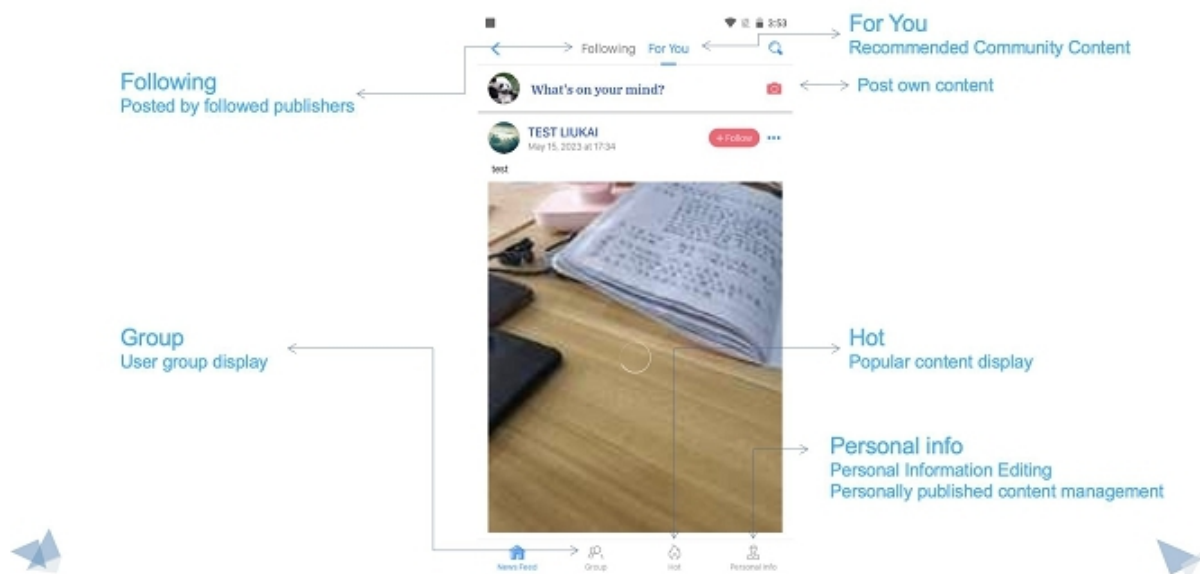 3:53
Following For You
What's on your mind?
TEST LIUKAI
May 15, 2023 at 17:34
+ Follow
test
News Feed
Group
Hot
Personal info
Following
Posted by followed publishers
For You
Recommended Community Content
Post own content
Group
User group display
Hot
Popular content display
Personal info
Personal Information Editing
Personally published content management